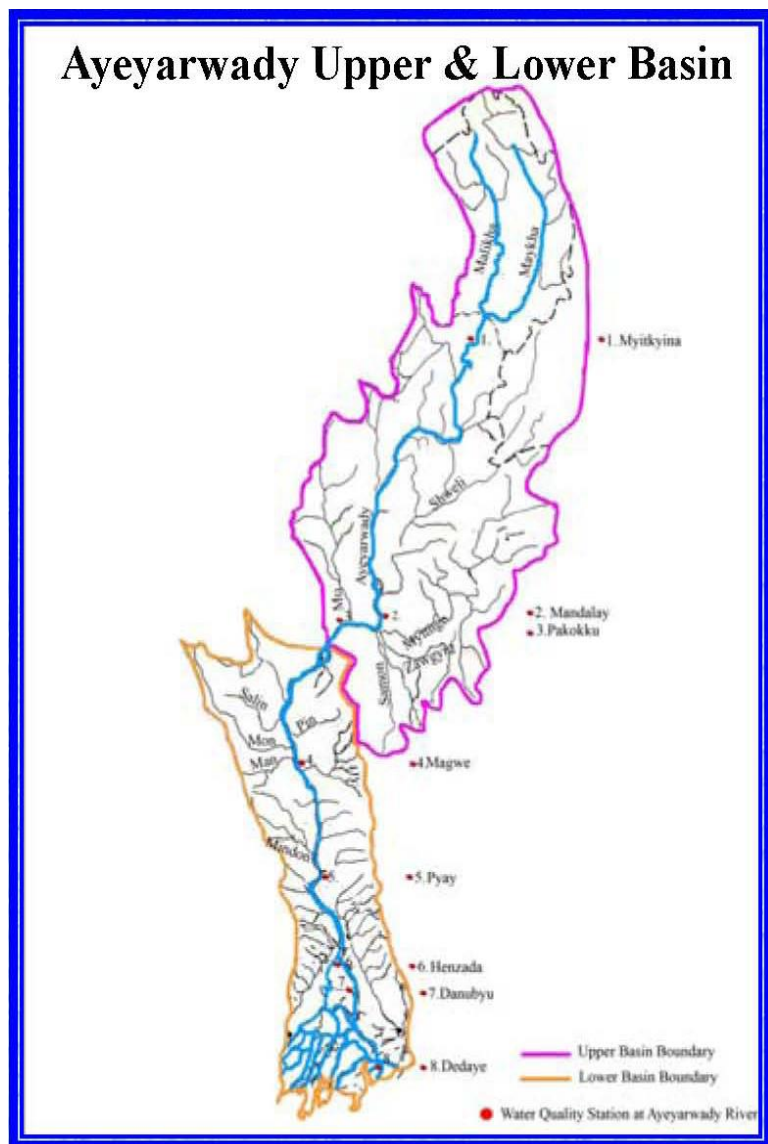 Ayeyarwady Upper & Lower Basin
Malikha
Maykha
1.
1. Myitkyina
Shweli
Ayeyarwady
Mu
2.
2. Mandalay
3. Pakokku
Myitnge
Zawgyi
Samon
Salin
Pin
Mon
Man
4.
4.Magwe
Yin
Mindon
5.
5. Pyay
6. Henzada
7
7. Danubyu
8. Dedaye
Upper Basin Boundary
Lower Basin Boundary
Water Quality Station at Ayeyarwady River